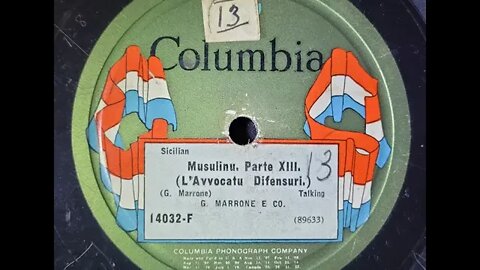 13
Columbia
Sicilian
Musulinu. Parte XIII.
13
(L'Avvocatu Difensuri.)
(G. Marrone) Talking
G. MARRONE E CO.
14032-F (89633)
COLUMBIA PHONOGRAPH COMPANY